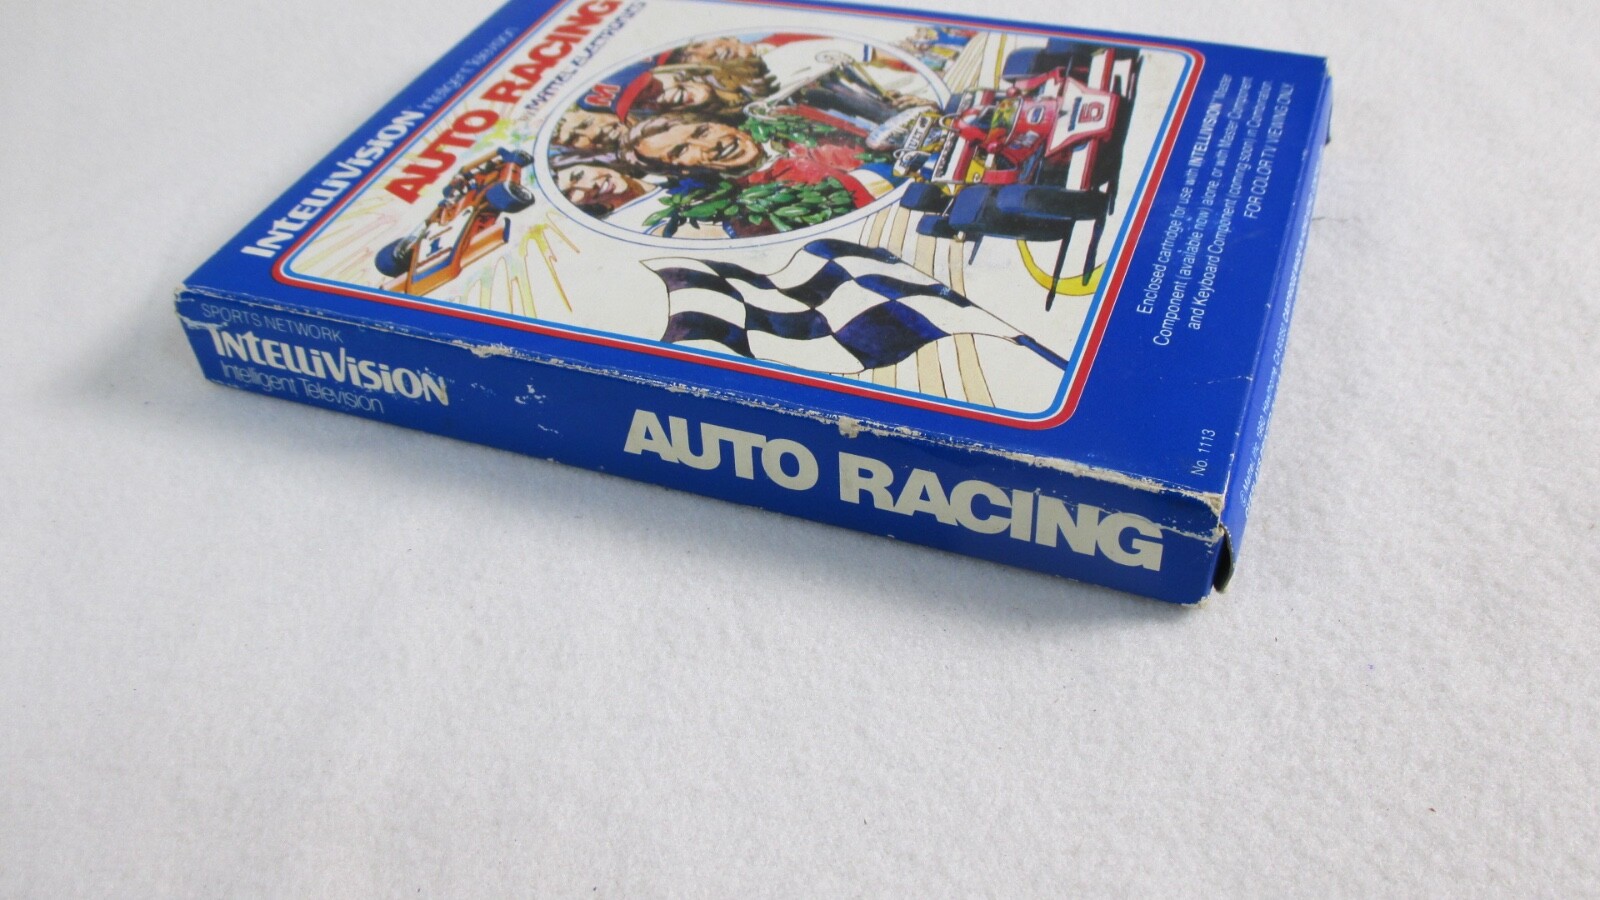 INTELLIVISION Intelligent Television
AUTO RACING
MATTEL ELECTRONICS
M
1
5
Enclosed cartridge for use with INTELLIVISION Master
Component (available now) alone, or with Master Component
and Keyboard Component (coming soon) in Combination.
FOR COLOR TV VIEWING ONLY.
No. 1113
SPORTS NETWORK
INTELLIVISION
Intelligent Television
AUTO RACING